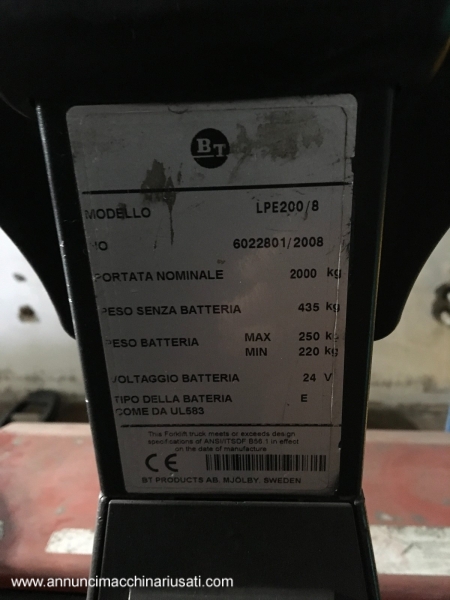 BT
MODELLO LPE200/8
NO 6022801/2008
PORTATA NOMINALE 2000 kg
PESO SENZA BATTERIA 435 kg
PESO BATTERIA MAX 250 kg
MIN 220 kg
VOLTAGGIO BATTERIA 24 V
TIPO DELLA BATERIA E
COME DA UL583
This Forklift truck meets or exceeds design
specifications of ANSI/ITSDF B56.1 in effect
on the date of manufacture
CE
BT PRODUCTS AB, MJÖLBY, SWEDEN
www.annuncimacchinariusati.com